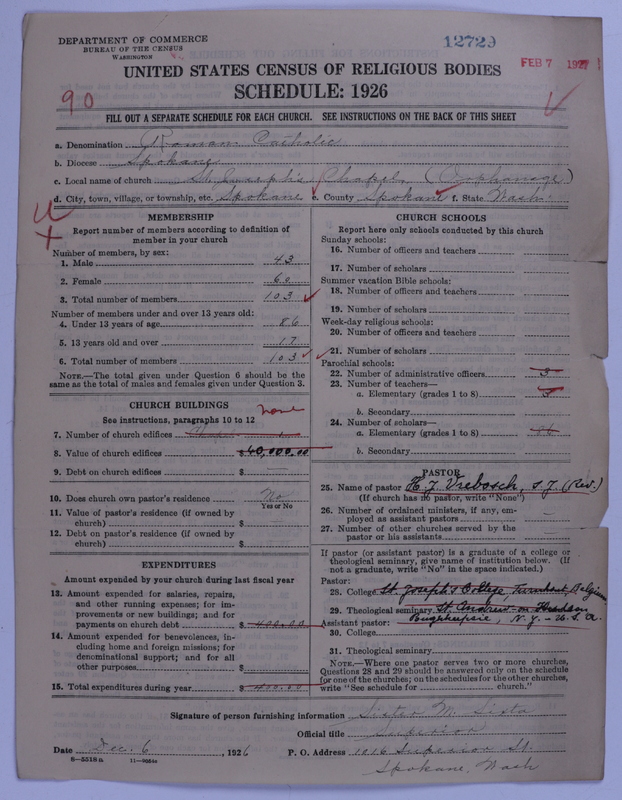 DEPARTMENT OF COMMERCE
BUREAU OF THE CENSUS
WASHINGTON
12729
FEB 7 1927
UNITED STATES CENSUS OF RELIGIOUS BODIES
SCHEDULE: 1926
90
FILL OUT A SEPARATE SCHEDULE FOR EACH CHURCH. SEE INSTRUCTIONS ON THE BACK OF THIS SHEET
a. Denomination Roman Catholic
b. Diocese Spokane
c. Local name of church St. Joseph's Chapel, (Orphanage)
d. City, town, village, or township, etc. Spokane e. County Spokane f. State Wash.
MEMBERSHIP
Report number of members according to definition of member in your church
Number of members, by sex:
1. Male 43
2. Female 60
3. Total number of members 103
Number of members under and over 13 years old:
4. Under 13 years of age 86
5. 13 years old and over 17
6. Total number of members 103
NOTE.—The total given under Question 6 should be the same as the total of males and females given under Question 3.
CHURCH BUILDINGS
See instructions, paragraphs 10 to 12
none
7. Number of church edifices
8. Value of church edifices $ 40,000.00
9. Debt on church edifices $ —
10. Does church own pastor's residence No
Yes or No
11. Value of pastor's residence (if owned by church) $
12. Debt on pastor's residence (if owned by church) $
EXPENDITURES
Amount expended by your church during last fiscal year
13. Amount expended for salaries, repairs, and other running expenses; for improvements or new buildings; and for payments on church debt $ 400.00
14. Amount expended for benevolences, including home and foreign missions; for denominational support; and for all other purposes $
15. Total expenditures during year $ 400.00
CHURCH SCHOOLS
Report here only schools conducted by this church
Sunday schools:
16. Number of officers and teachers
17. Number of scholars
Summer vacation Bible schools:
18. Number of officers and teachers
19. Number of scholars
Week-day religious schools:
20. Number of officers and teachers
21. Number of scholars
Parochial schools:
22. Number of administrative officers 3
23. Number of teachers—
a. Elementary (grades 1 to 8)
b. Secondary
24. Number of scholars—
a. Elementary (grades 1 to 8) 86
b. Secondary
PASTOR
25. Name of pastor H. J. Vrebosch, S.J. (Rev.)
(If church has no pastor, write "None")
26. Number of ordained ministers, if any, employed as assistant pastors —
27. Number of other churches served by the pastor or his assistants
If pastor (or assistant pastor) is a graduate of a college or theological seminary, give name of institution below. (If not a graduate, write "No" in the space indicated.)
Pastor:
28. College St. Joseph's College Turnhout Belgium
29. Theological seminary St. Andrew-on Hudson
Assistant pastor: Poughkeepsie, N.Y. - U.S.A.
30. College
31. Theological seminary
NOTE.—Where one pastor serves two or more churches, Questions 28 and 29 should be answered only on the schedule for one of the churches; on the schedules for the other churches, write "See schedule for ............ church."
Signature of person furnishing information Sister M. Sixta
Official title Superior
Date Dec. 6, 1926 P. O. Address 1016 Superior St.
8—5518 a 11—9554
Spokane, Wash